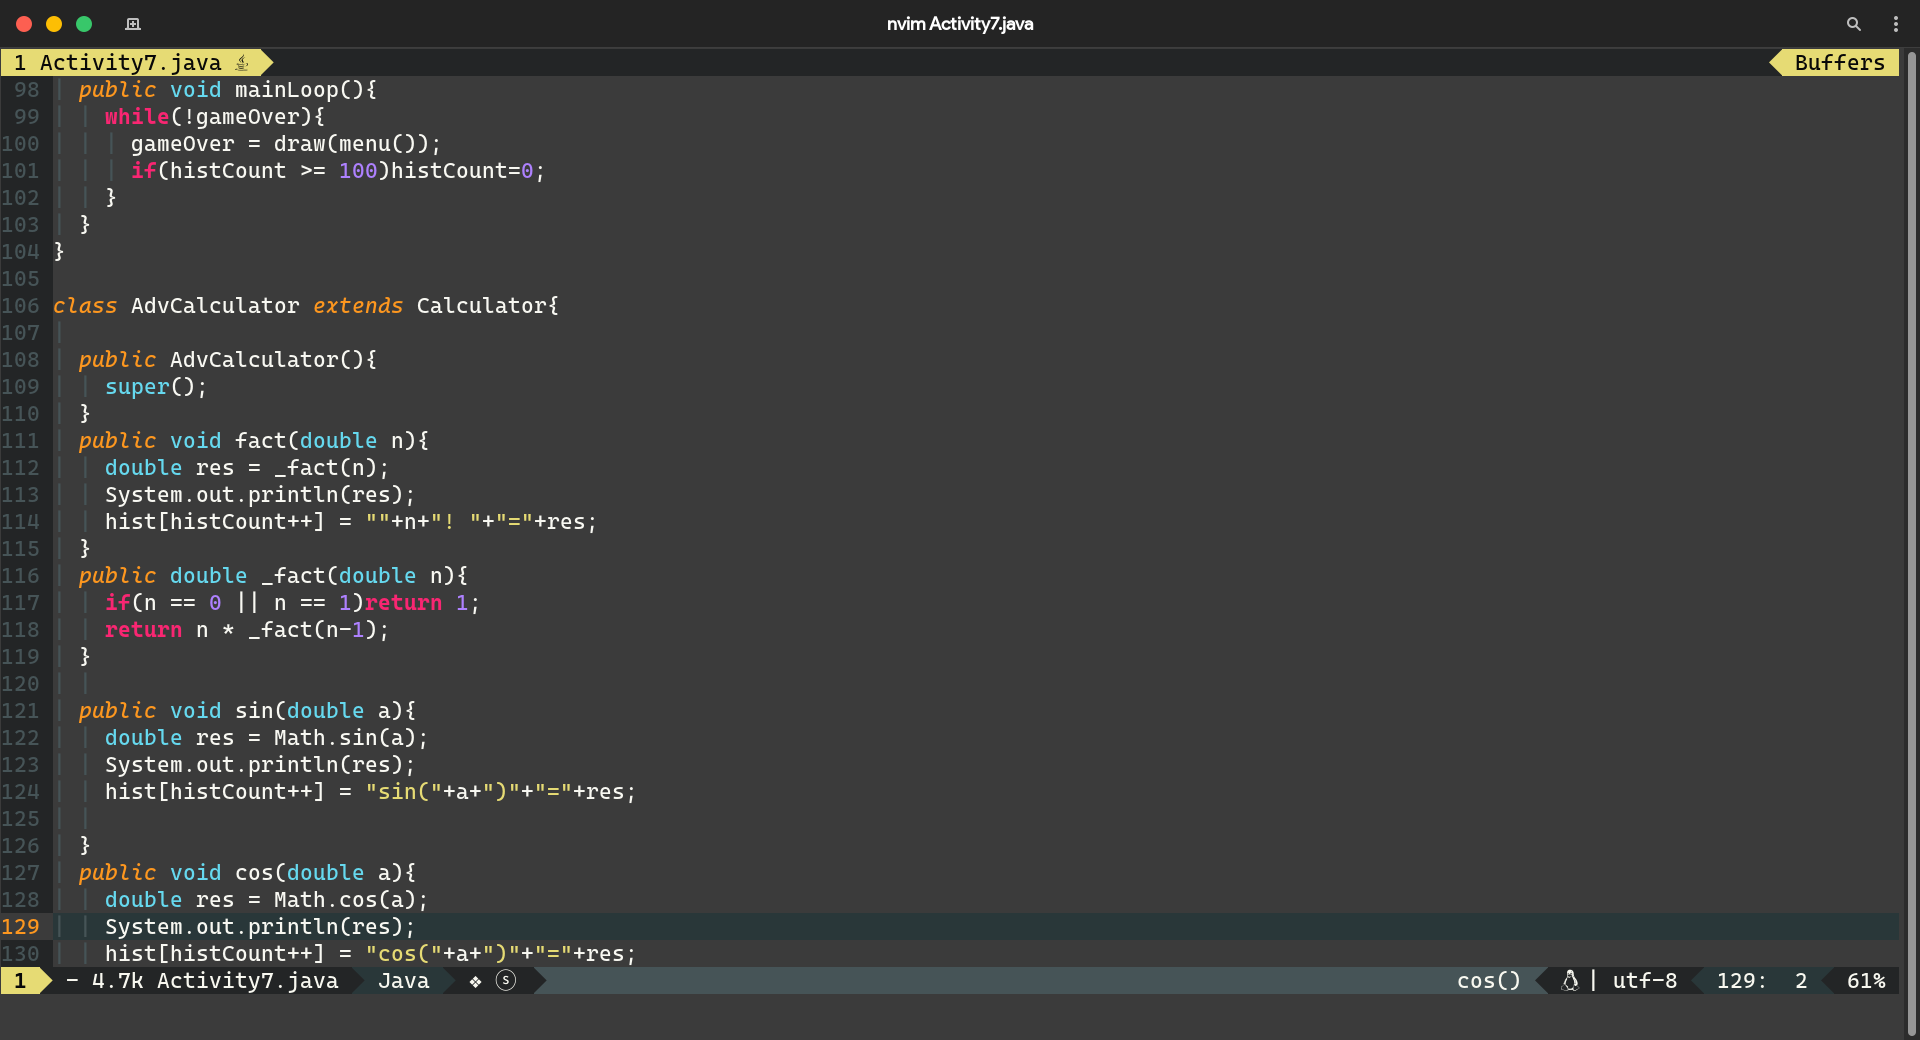 nvim Activity7.java
1 Activity7.java Buffers
98 public void mainLoop(){
99 while(!gameOver){
100 gameOver = draw(menu());
101 if(histCount >= 100)histCount=0;
102 }
103 }
104 }
105
106 class AdvCalculator extends Calculator{
107
108 public AdvCalculator(){
109 super();
110 }
111 public void fact(double n){
112 double res = _fact(n);
113 System.out.println(res);
114 hist[histCount++] = ""+n+"! "+"="+res;
115 }
116 public double _fact(double n){
117 if(n == 0 || n == 1)return 1;
118 return n * _fact(n-1);
119 }
120
121 public void sin(double a){
122 double res = Math.sin(a);
123 System.out.println(res);
124 hist[histCount++] = "sin("+a+")"+"="+res;
125
126 }
127 public void cos(double a){
128 double res = Math.cos(a);
129 System.out.println(res);
130 hist[histCount++] = "cos("+a+")"+"="+res;
1 - 4.7k Activity7.java Java ❖ ⓢ cos() | utf-8 129: 2 61%